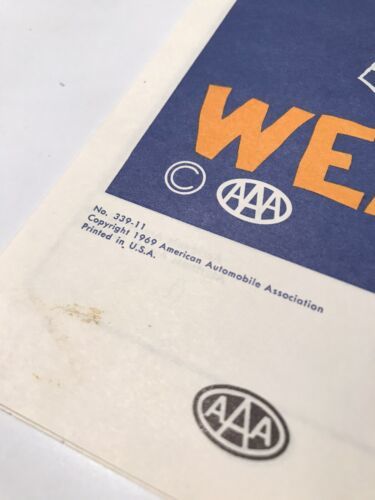 WE
© AAA
No. 339-11
Copyright 1969 American Automobile Association
Printed in U.S.A.
AAA